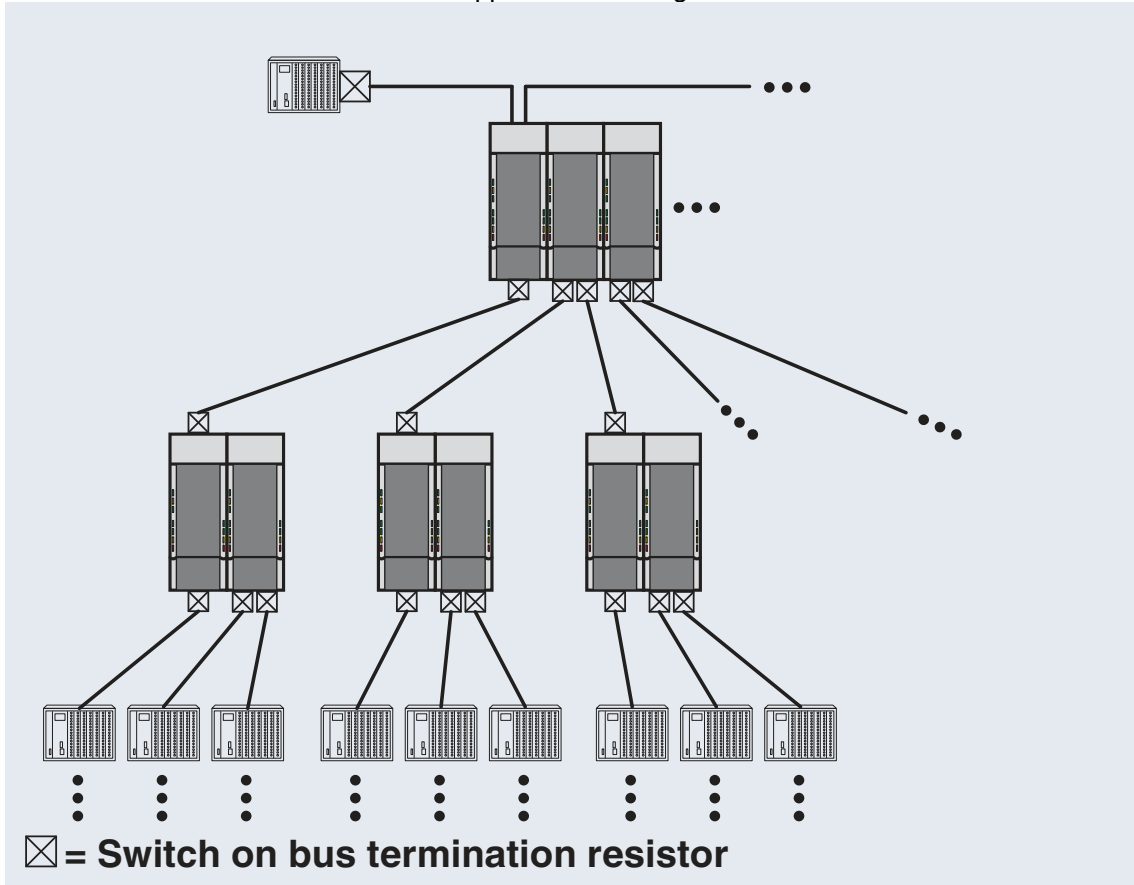 = Switch on bus termination resistor